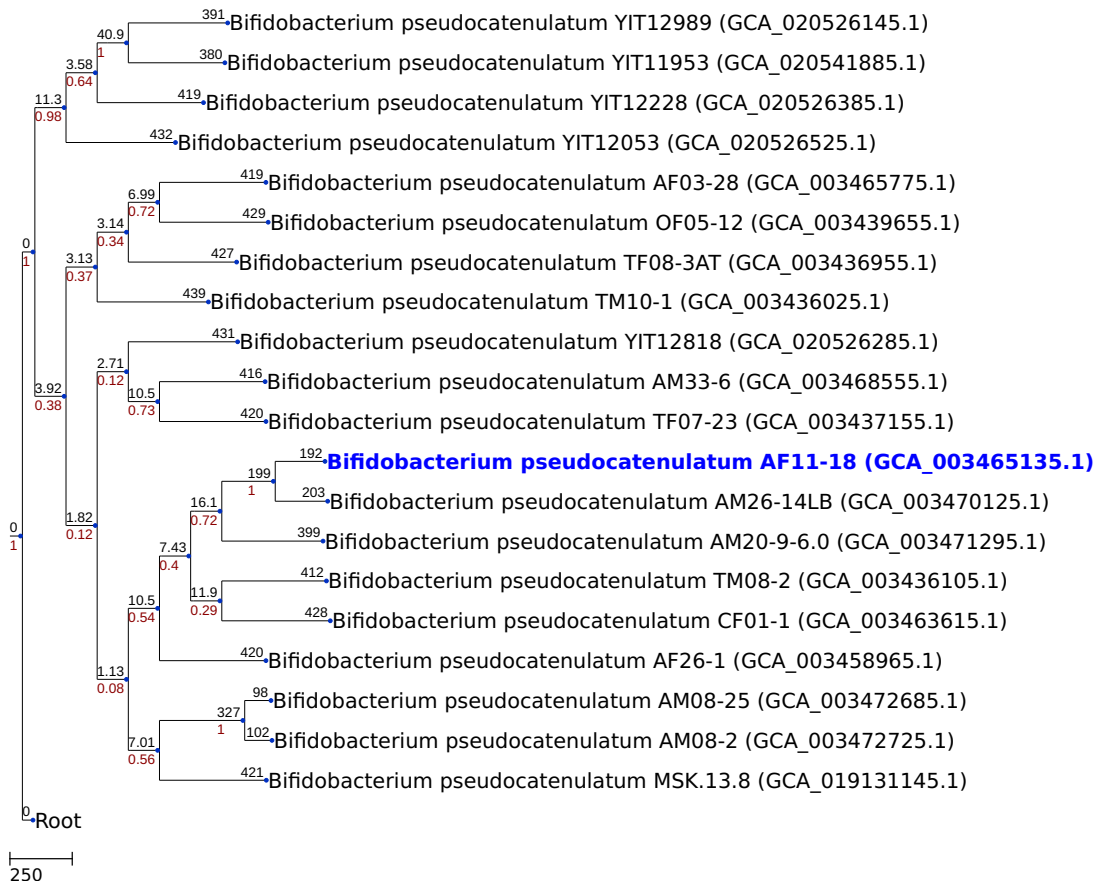 391 Bifidobacterium pseudocatenulatum YIT12989 (GCA_020526145.1)
40.9
1
380 Bifidobacterium pseudocatenulatum YIT11953 (GCA_020541885.1)
3.58
0.64
419 Bifidobacterium pseudocatenulatum YIT12228 (GCA_020526385.1)
11.3
0.98
432 Bifidobacterium pseudocatenulatum YIT12053 (GCA_020526525.1)
419 Bifidobacterium pseudocatenulatum AF03-28 (GCA_003465775.1)
6.99
0.72
429 Bifidobacterium pseudocatenulatum OF05-12 (GCA_003439655.1)
3.14
0.34
0
1
427 Bifidobacterium pseudocatenulatum TF08-3AT (GCA_003436955.1)
3.13
0.37
439 Bifidobacterium pseudocatenulatum TM10-1 (GCA_003436025.1)
431 Bifidobacterium pseudocatenulatum YIT12818 (GCA_020526285.1)
2.71
0.12
416 Bifidobacterium pseudocatenulatum AM33-6 (GCA_003468555.1)
3.92
0.38
10.5
0.73
420 Bifidobacterium pseudocatenulatum TF07-23 (GCA_003437155.1)
192 Bifidobacterium pseudocatenulatum AF11-18 (GCA_003465135.1)
199
1
203 Bifidobacterium pseudocatenulatum AM26-14LB (GCA_003470125.1)
16.1
0.72
1.82
0.12
0
1
399 Bifidobacterium pseudocatenulatum AM20-9-6.0 (GCA_003471295.1)
7.43
0.4
412 Bifidobacterium pseudocatenulatum TM08-2 (GCA_003436105.1)
11.9
0.29
10.5
0.54
428 Bifidobacterium pseudocatenulatum CF01-1 (GCA_003463615.1)
420 Bifidobacterium pseudocatenulatum AF26-1 (GCA_003458965.1)
1.13
0.08
98 Bifidobacterium pseudocatenulatum AM08-25 (GCA_003472685.1)
327
1
102 Bifidobacterium pseudocatenulatum AM08-2 (GCA_003472725.1)
7.01
0.56
421 Bifidobacterium pseudocatenulatum MSK.13.8 (GCA_019131145.1)
0 Root
250